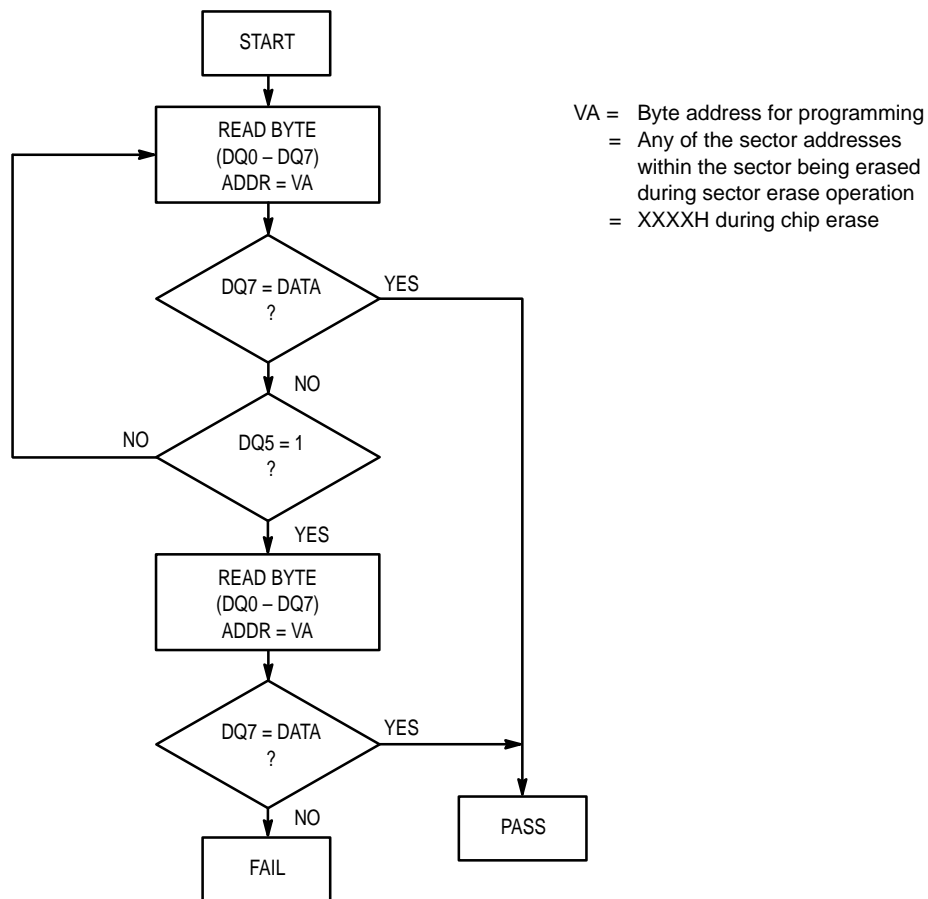 START
READ BYTE
(DQ0 – DQ7)
ADDR = VA
VA = Byte address for programming
= Any of the sector addresses
within the sector being erased
during sector erase operation
= XXXXH during chip erase
DQ7 = DATA
?
YES
NO
NO
DQ5 = 1
?
YES
READ BYTE
(DQ0 – DQ7)
ADDR = VA
DQ7 = DATA
?
YES
NO
FAIL
PASS